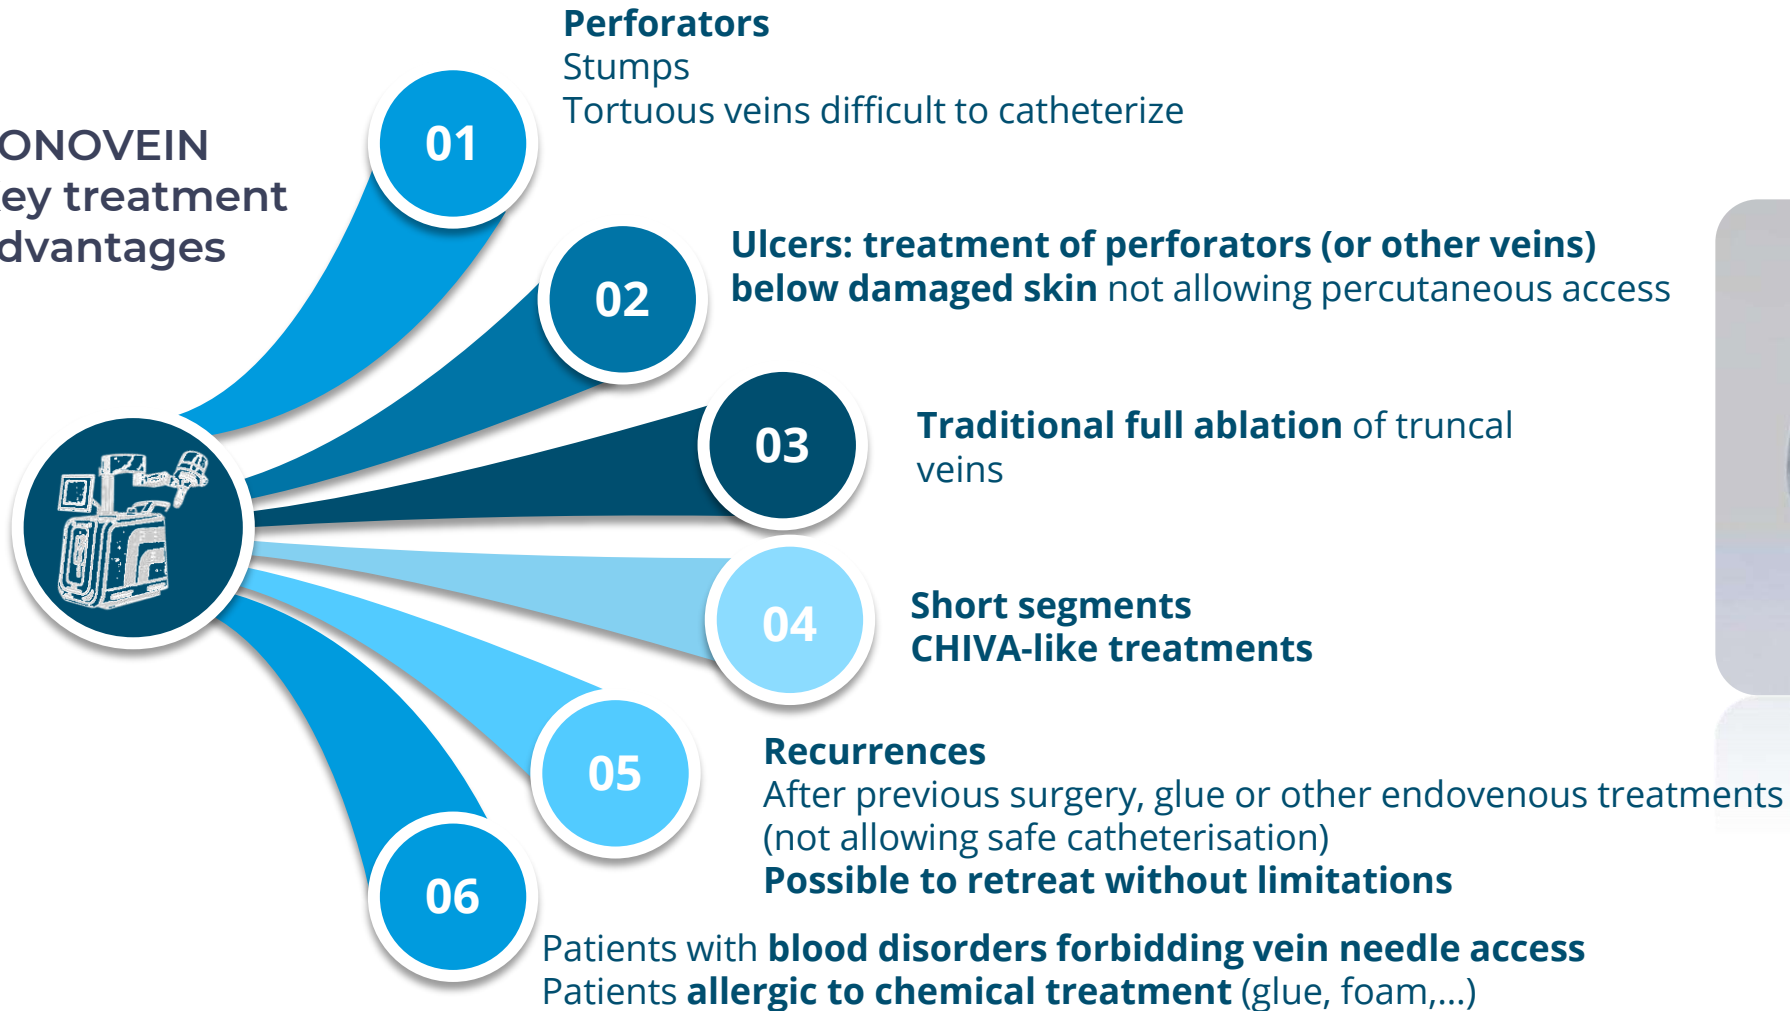 ONOVEIN
ey treatment
dvantages
01
Perforators
Stumps
Tortuous veins difficult to catheterize
02
Ulcers: treatment of perforators (or other veins)
below damaged skin not allowing percutaneous access
03
Traditional full ablation of truncal
veins
04
Short segments
CHIVA-like treatments
05
Recurrences
After previous surgery, glue or other endovenous treatments
(not allowing safe catheterisation)
Possible to retreat without limitations
06
Patients with blood disorders forbidding vein needle access
Patients allergic to chemical treatment (glue, foam,...)